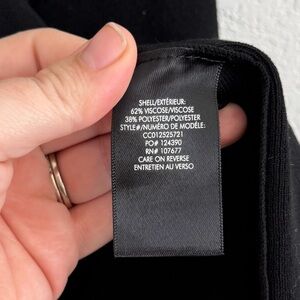 SHELL/EXTÉRIEUR:
62% VISCOSE/VISCOSE
38% POLYESTER/POLYESTER
STYLE#/NUMÉRO DE MODÈLE:
CC012525721
PO# 124390
RN# 107677
CARE ON REVERSE
ENTRETIEN AU VERSO